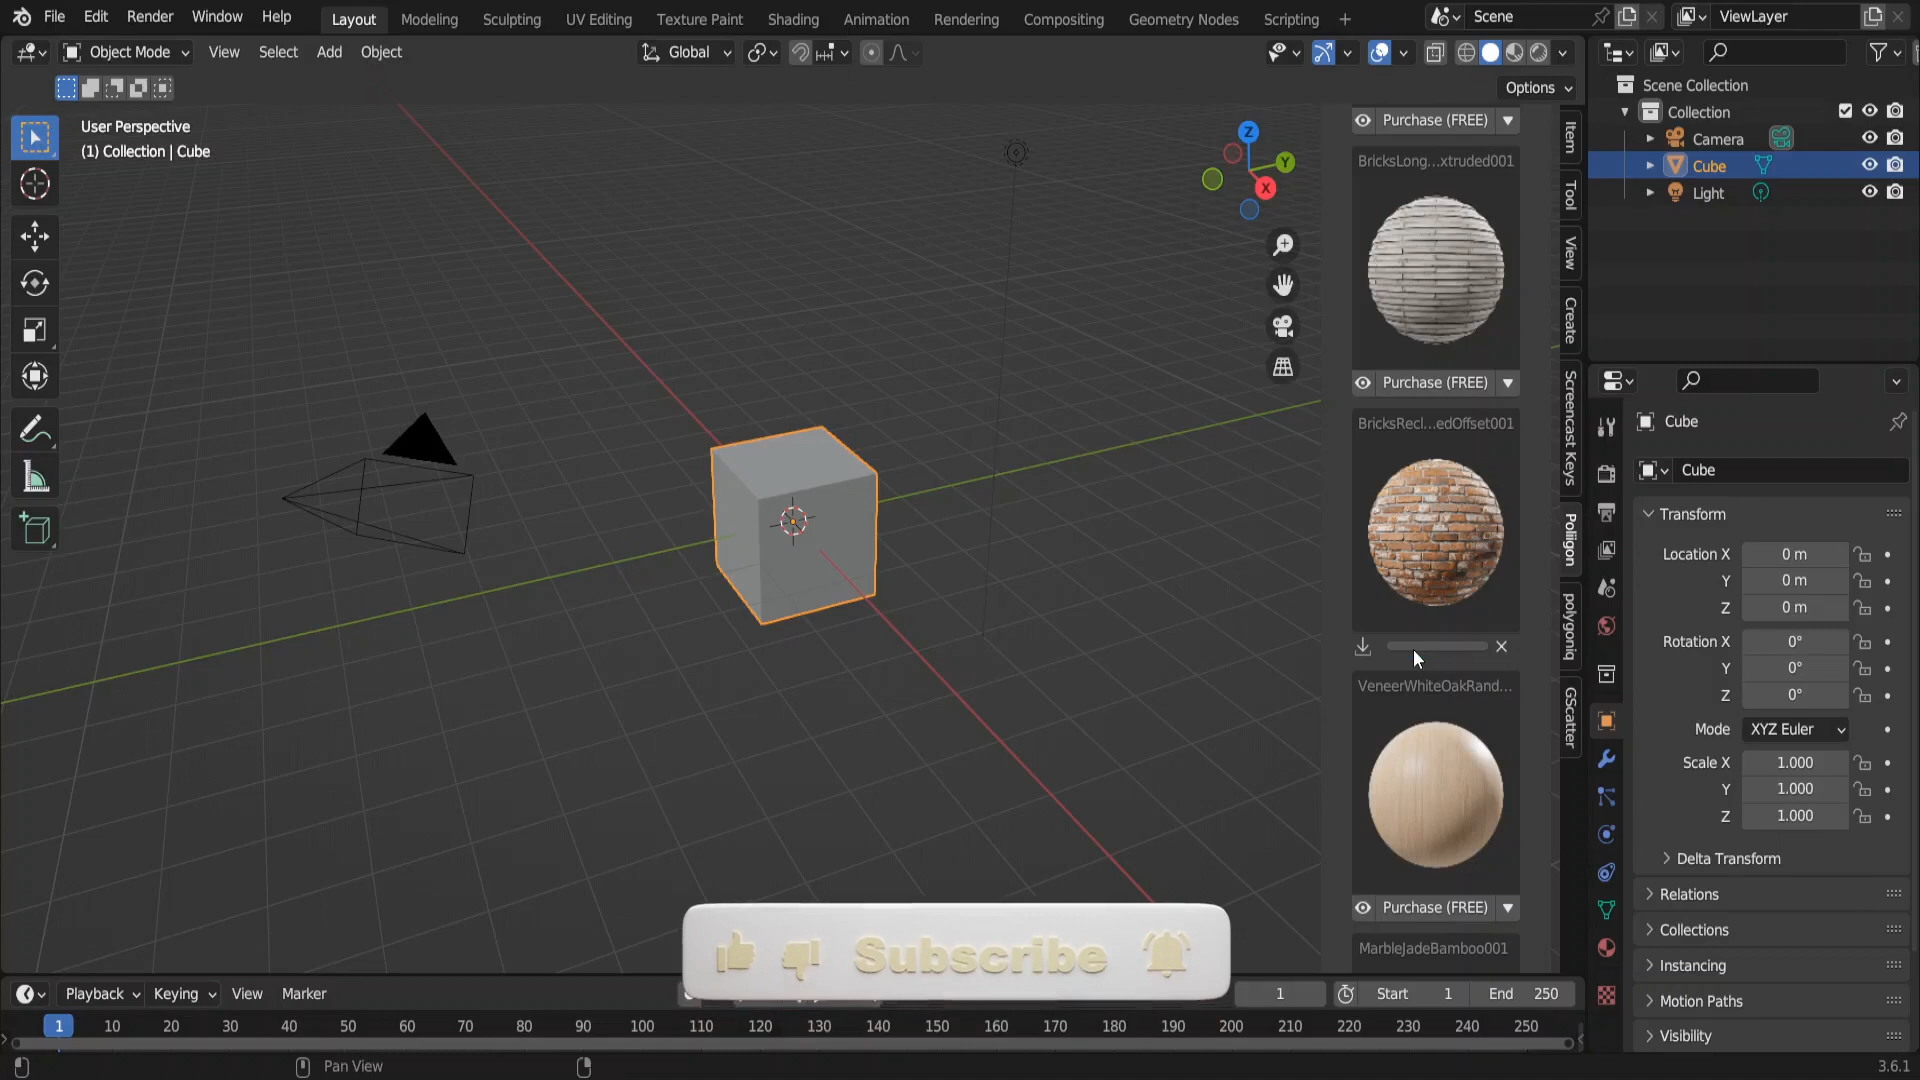 File Edit Render Window Help Layout Modeling Sculpting UV Editing Texture Paint Shading Animation Rendering Compositing Geometry Nodes Scripting + Scene ViewLayer
Object Mode View Select Add Object Global
Options
User Perspective
(1) Collection | Cube
Z
Y
X
Purchase (FREE)
BricksLong...xtruded001
Purchase (FREE)
BricksRecl...edOffset001
VeneerWhiteOakRand...
Purchase (FREE)
MarbleJadeBamboo001
Item
Tool
View
Create
Screencast Keys
Poliigon
polygoniq
GScatter
Scene Collection
Collection
Camera
Cube
Light
Cube
Cube
Transform
Location X 0 m
Y 0 m
Z 0 m
Rotation X 0°
Y 0°
Z 0°
Mode XYZ Euler
Scale X 1.000
Y 1.000
Z 1.000
Delta Transform
Relations
Collections
Instancing
Motion Paths
Visibility
Subscribe
Playback Keying View Marker 1 Start 1 End 250
1 10 20 30 40 50 60 70 80 90 100 110 120 130 140 150 160 170 180 190 200 210 220 230 240 250
Pan View
3.6.1